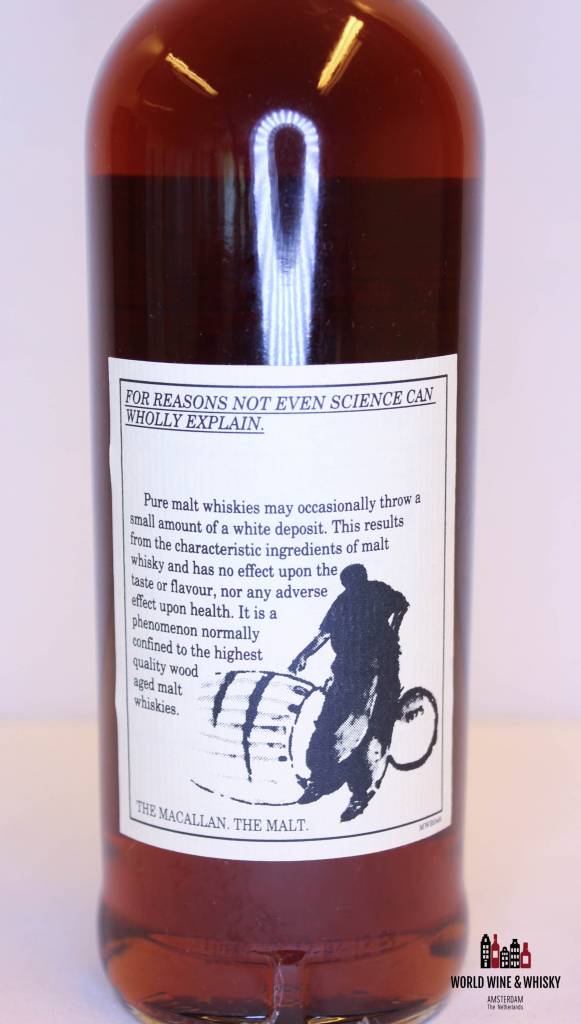 FOR REASONS NOT EVEN SCIENCE CAN
WHOLLY EXPLAIN.
Pure malt whiskies may occasionally throw a
small amount of a white deposit. This results
from the characteristic ingredients of malt
whisky and has no effect upon the
taste or flavour, nor any adverse
effect upon health. It is a
phenomenon normally
confined to the highest
quality wood
aged malt
whiskies.
THE MACALLAN. THE MALT.
WORLD WINE & WHISKY
AMSTERDAM
The Netherlands